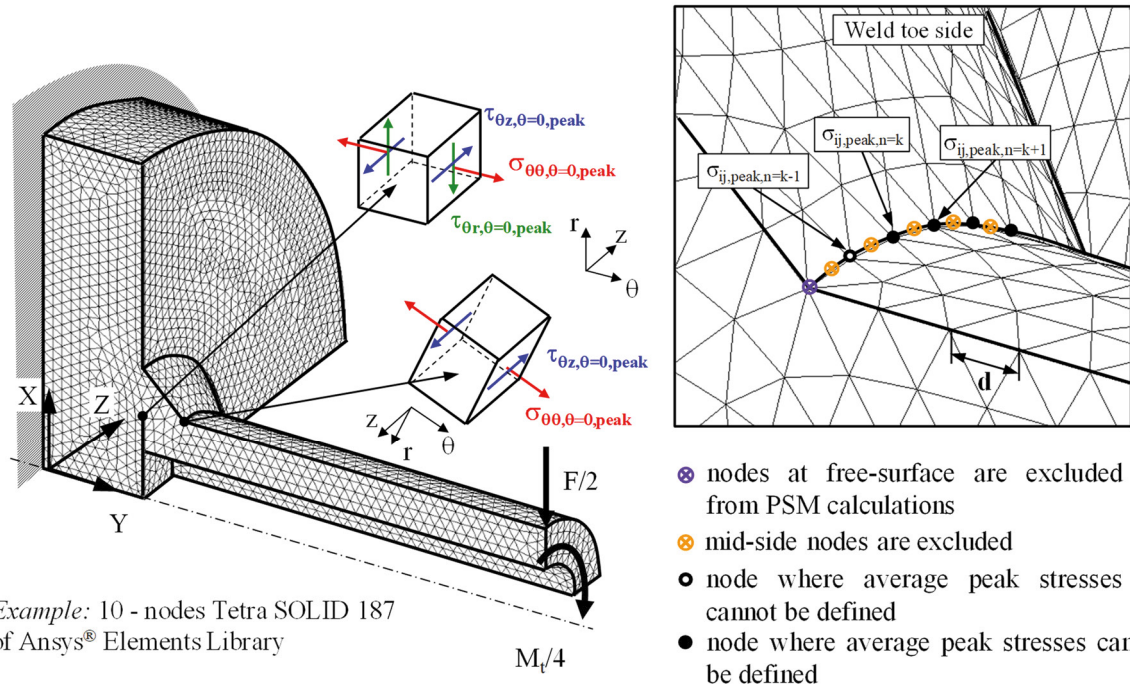 τθz,θ=0,peak
σθθ,θ=0,peak
τθr,θ=0,peak
r
z
θ
τθz,θ=0,peak
σθθ,θ=0,peak
z
r
θ
X
Z
Y
F/2
Mt/4
Example: 10 - nodes Tetra SOLID 187
of Ansys® Elements Library
Weld toe side
σij,peak,n=k
σij,peak,n=k+1
σij,peak,n=k-1
d
nodes at free-surface are excluded
from PSM calculations
mid-side nodes are excluded
node where average peak stresses
cannot be defined
node where average peak stresses can
be defined